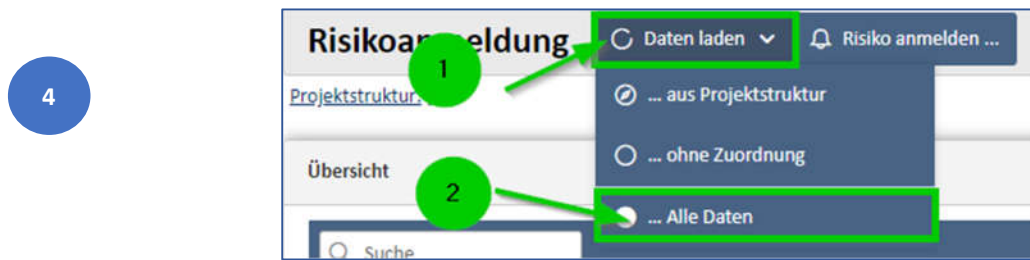 4
Risikoanmeldung
Daten laden
Risiko anmelden ...
1
Projektstruktur:
... aus Projektstruktur
... ohne Zuordnung
Übersicht
2
... Alle Daten
Suche